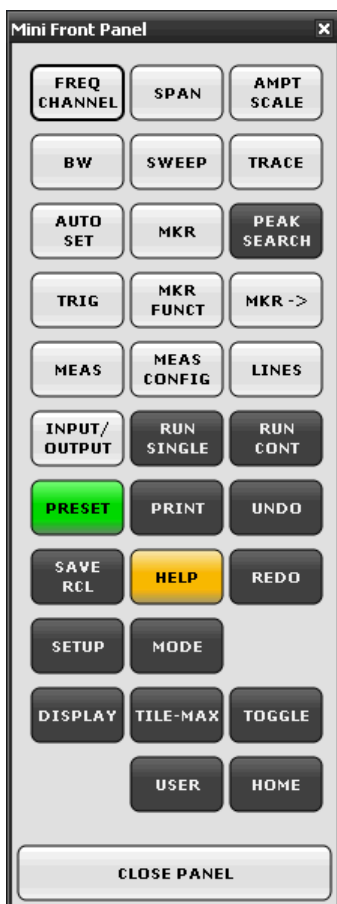 Mini Front Panel x
FREQ
CHANNEL
SPAN
AMPT
SCALE
BW
SWEEP
TRACE
AUTO
SET
MKR
PEAK
SEARCH
TRIG
MKR
FUNCT
MKR ->
MEAS
MEAS
CONFIG
LINES
INPUT/
OUTPUT
RUN
SINGLE
RUN
CONT
PRESET
PRINT
UNDO
SAVE
RCL
HELP
REDO
SETUP
MODE
DISPLAY
TILE-MAX
TOGGLE
USER
HOME
CLOSE PANEL